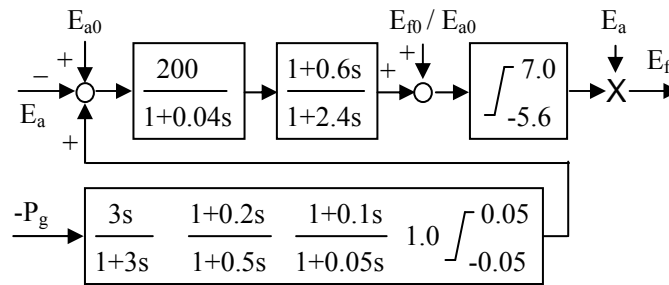 Ea0
Ef0 / Ea0
Ea
+
+
200
1+0.6s
7.0
Ef
−
+
X
1+0.04s
1+2.4s
-5.6
Ea
+
-Pg
3s
1+0.2s
1+0.1s
1.0
0.05
1+3s
1+0.5s
1+0.05s
-0.05